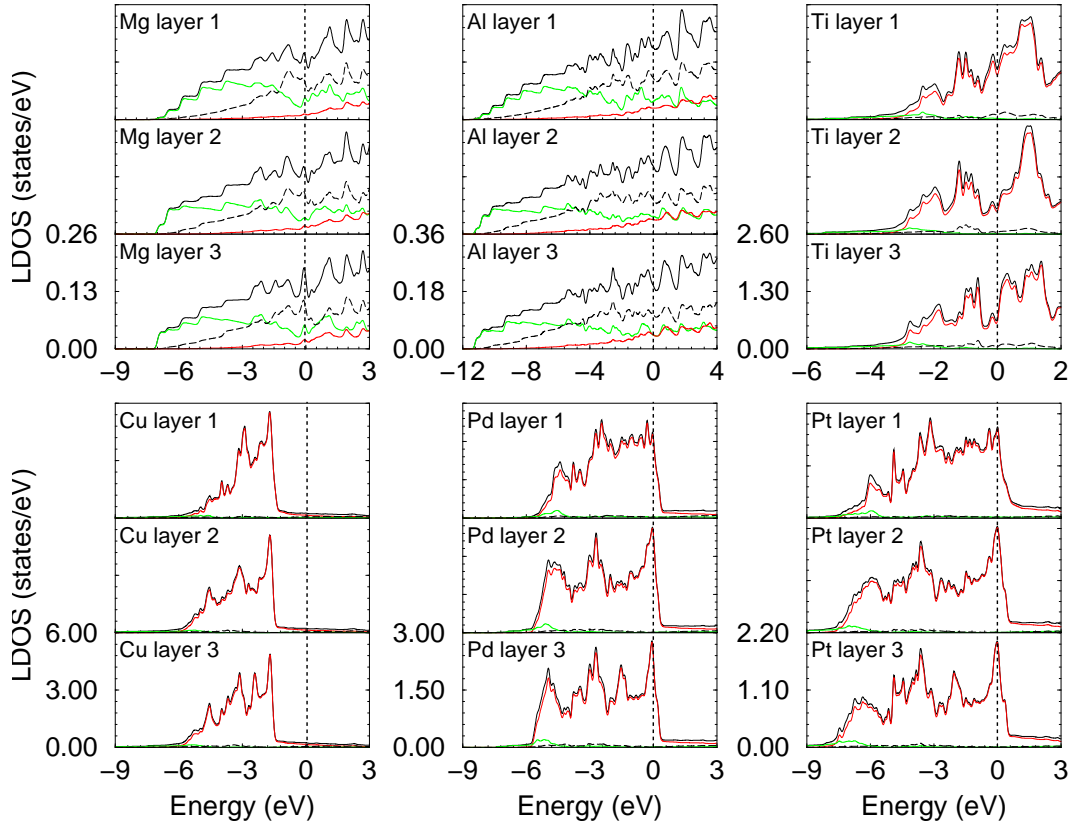 Mg layer 1 Al layer 1 Ti layer 1
Mg layer 2 Al layer 2 Ti layer 2
LDOS (states/eV)
0.26 0.36 2.60
Mg layer 3 Al layer 3 Ti layer 3
0.13 0.18 1.30
0.00 0.00 0.00
−9 −6 −3 0 3 −12 −8 −4 0 4 −6 −4 −2 0 2
Cu layer 1 Pd layer 1 Pt layer 1
Cu layer 2 Pd layer 2 Pt layer 2
LDOS (states/eV)
6.00 3.00 2.20
Cu layer 3 Pd layer 3 Pt layer 3
3.00 1.50 1.10
0.00 0.00 0.00
−9 −6 −3 0 3 −9 −6 −3 0 3 −9 −6 −3 0 3
Energy (eV) Energy (eV) Energy (eV)